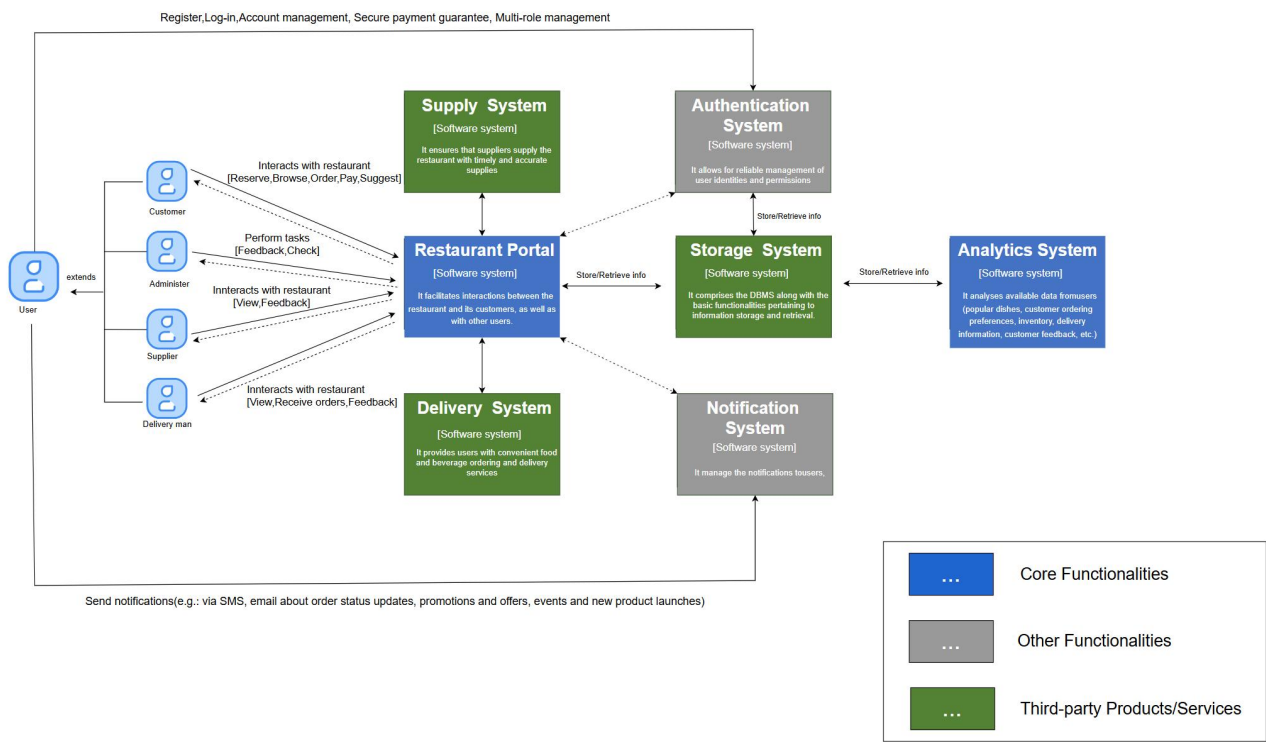 Register,Log-in,Account management, Secure payment guarantee, Multi-role management
Supply System
[Software system]
It ensures that suppliers supply the
restaurant with timely and accurate
supplies
Authentication
System
[Software system]
It allows for reliable management of
user identities and permissions
Interacts with restaurant
[Reserve,Browse,Order,Pay,Suggest]
Customer
Store/Retrieve info
Perform tasks
[Feedback,Check]
Administer
User
extends
Innteracts with restaurant
[View,Feedback]
Supplier
Innteracts with restaurant
[View,Receive orders,Feedback]
Delivery man
Restaurant Portal
[Software system]
It facilitates interactions between the
restaurant and its customers, as well as
with other users.
Store/Retrieve info
Storage System
[Software system]
It comprises the DBMS along with the
basic functionalities pertaining to
information storage and retrieval.
Store/Retrieve info
Analytics System
[Software system]
It analyses available data fromusers
(popular dishes, customer ordering
preferences, inventory, delivery
information, customer feedback, etc.)
Delivery System
[Software system]
It provides users with convenient food
and beverage ordering and delivery
services
Notification
System
[Software system]
It manage the notifications tousers,
Send notifications(e.g.: via SMS, email about order status updates, promotions and offers, events and new product launches)
... Core Functionalities
... Other Functionalities
... Third-party Products/Services